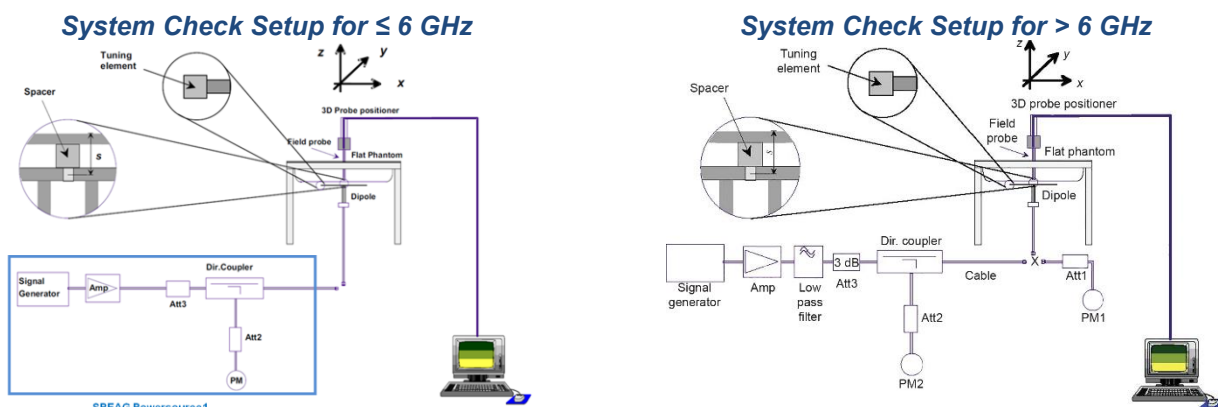 System Check Setup for ≤ 6 GHz
Tuning
element
z
y
x
Spacer
3D Probe positioner
s
Field probe
Flat Phantom
Dipole
Signal
Generator
Amp
Att3
Dir.Coupler
Att2
PM
SPEAG Powersource1
System Check Setup for > 6 GHz
Tuning
element
z
y
x
Spacer
3D probe positioner
s
Field
probe
Flat phantom
Dipole
Signal
generator
Amp
Low
pass
filter
3 dB
Att3
Dir. coupler
Cable
X
Att1
PM1
Att2
PM2